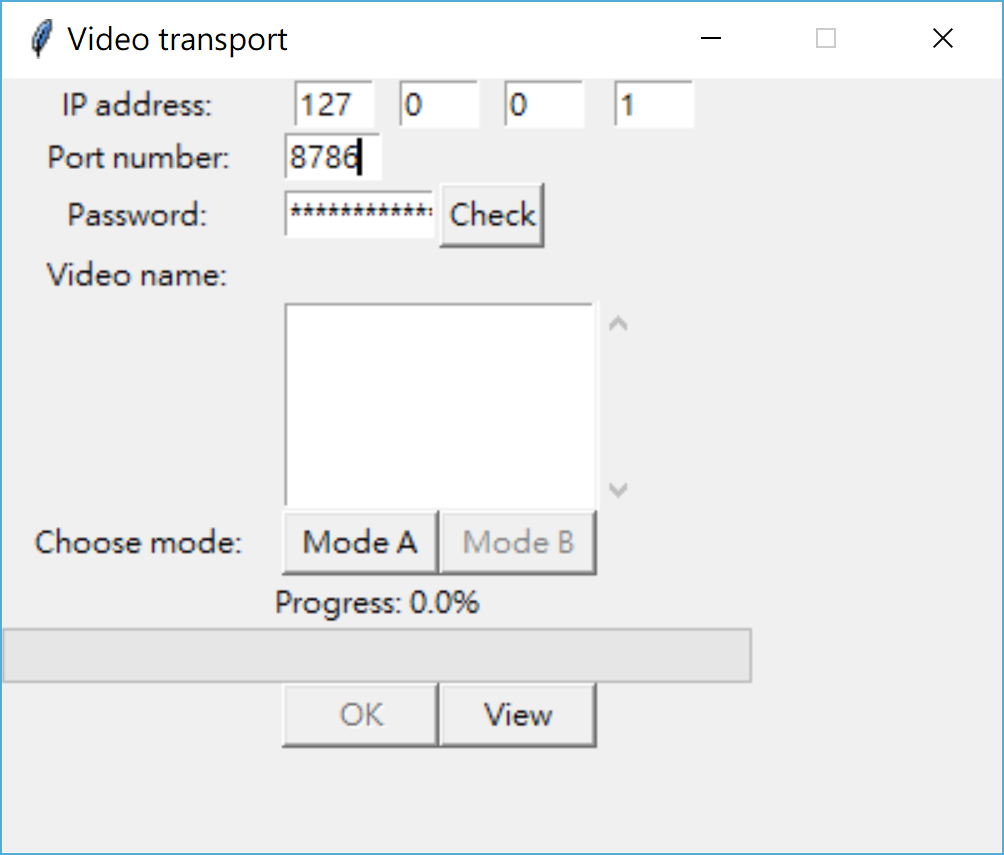 Video transport
IP address: 127 0 0 1
Port number: 8786
Password: ************ Check
Video name:
Choose mode: Mode A Mode B
Progress: 0.0%
OK View